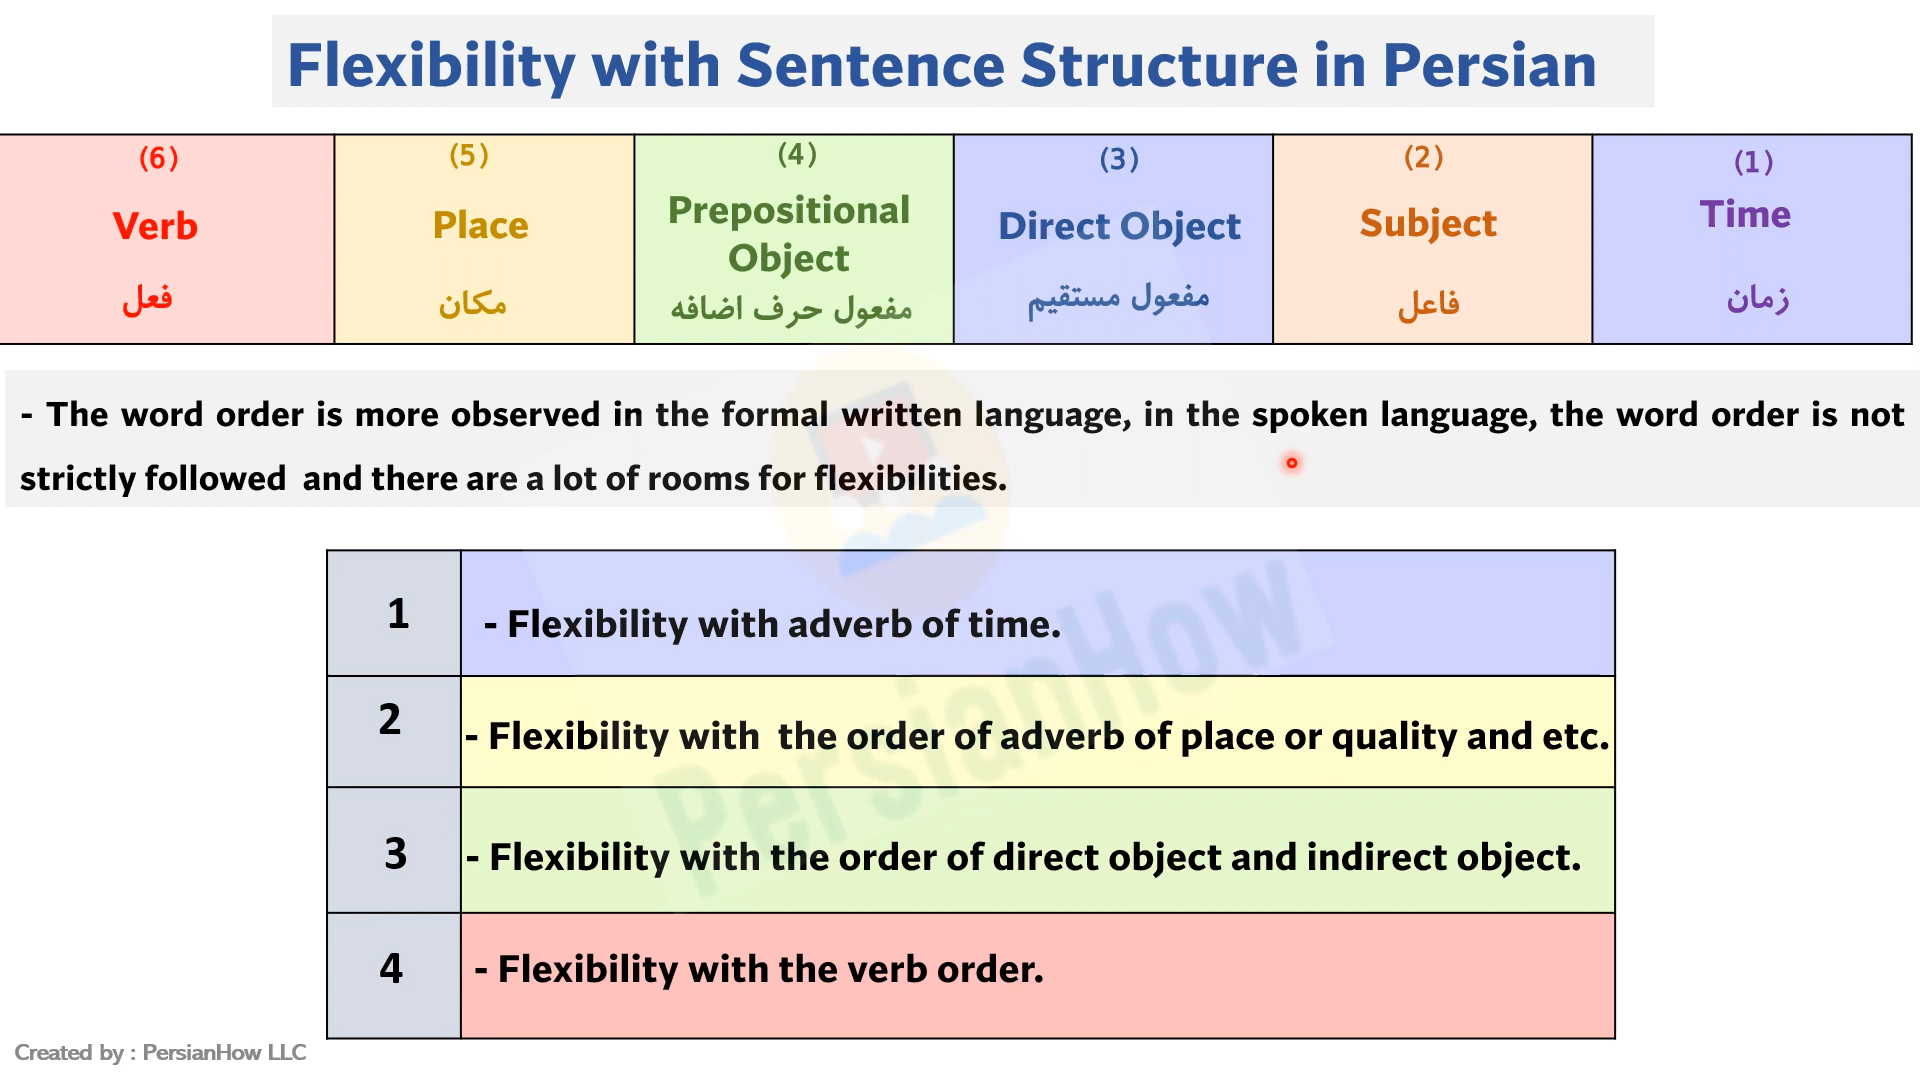 Flexibility with Sentence Structure in Persian
(6)
Verb
فعل
(5)
Place
مکان
(4)
Prepositional
Object
مفعول حرف اضافه
(3)
Direct Object
مفعول مستقیم
(2)
Subject
فاعل
(1)
Time
زمان
- The word order is more observed in the formal written language, in the spoken language, the word order is not
strictly followed and there are a lot of rooms for flexibilities.
1
- Flexibility with adverb of time.
2
- Flexibility with the order of adverb of place or quality and etc.
3
- Flexibility with the order of direct object and indirect object.
4
- Flexibility with the verb order.
PersianHow
Created by : PersianHow LLC